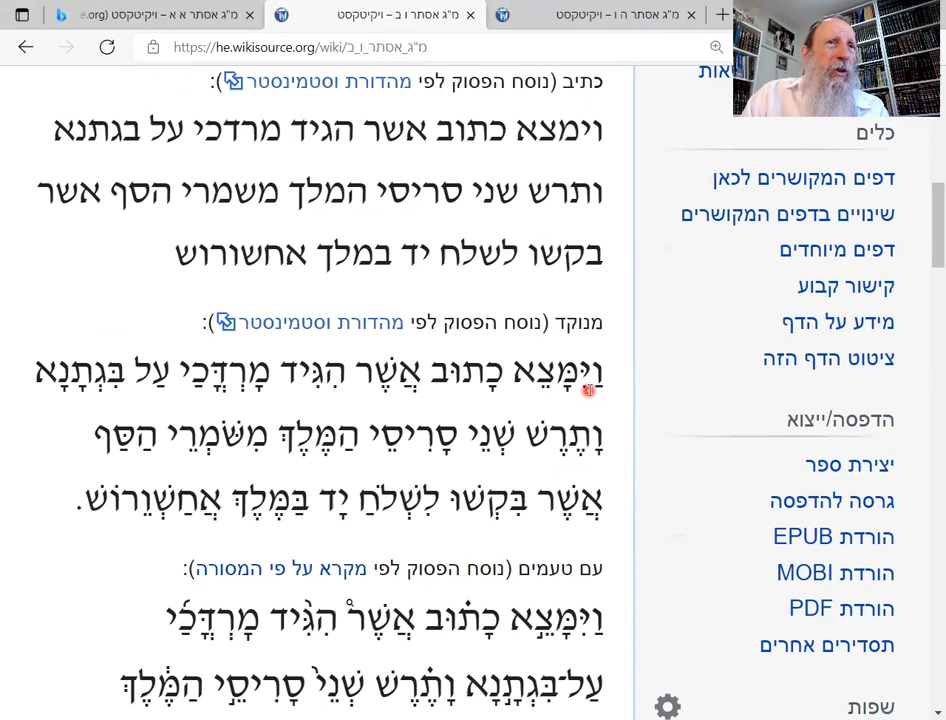 מ"ג אסתר א א – ויקיטקסט (e.org
מ"ג אסתר ו ב – ויקיטקסט
מ"ג אסתר ה ו – ויקיטקסט
https://he.wikisource.org/wiki/מ"ג_אסתר_ו_ב
כתיב (נוסח הפסוק לפי מהדורת וסטמינסטר):
וימצא כתוב אשר הגיד מרדכי על בגתנא
ותרש שני סריסי המלך משמרי הסף אשר
בקשו לשלח יד במלך אחשורוש
מנוקד (נוסח הפסוק לפי מהדורת וסטמינסטר):
וַיִּמָּצֵא כָתוּב אֲשֶׁר הִגִּיד מָרְדֳּכַי עַל בִּגְתָנָא
וָתֶרֶשׁ שְׁנֵי סָרִיסֵי הַמֶּלֶךְ מִשֹּׁמְרֵי הַסַּף
אֲשֶׁר בִּקְשׁוּ לִשְׁלֹחַ יָד בַּמֶּלֶךְ אֲחַשְׁוֵרוֹשׁ.
עם טעמים (נוסח הפסוק לפי מקרא על פי המסורה):
וַיִּמָּצֵ֣א כָת֗וּב אֲשֶׁר֩ הִגִּ֨יד מׇרְדֳּכַ֜י
עַל־בִּגְתָ֣נָא וָתֶ֗רֶשׁ שְׁנֵי֙ סָרִיסֵ֣י הַמֶּ֔לֶךְ
כלים
דפים המקושרים לכאן
שינויים בדפים המקושרים
דפים מיוחדים
קישור קבוע
מידע על הדף
ציטוט הדף הזה
הדפסה/ייצוא
יצירת ספר
גרסה להדפסה
הורדת EPUB
הורדת MOBI
הורדת PDF
תסדירים אחרים
שפות